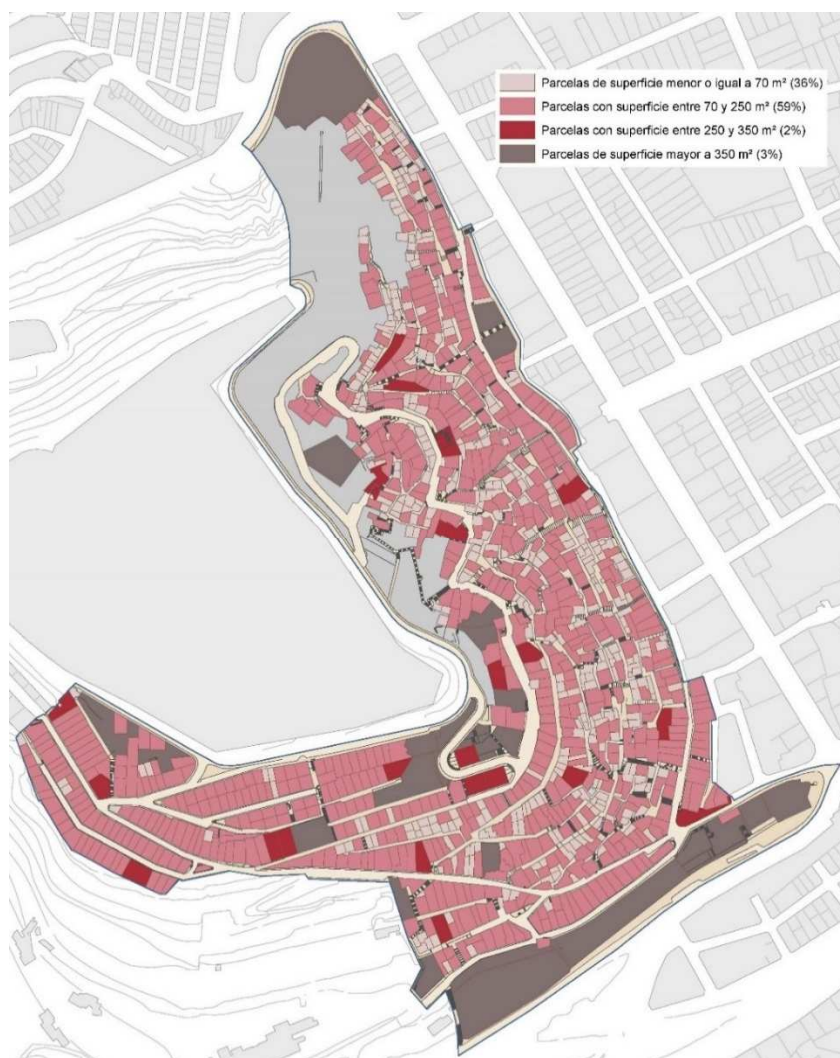 Parcelas de superficie menor o igual a 70 m² (36%)
Parcelas con superficie entre 70 y 250 m² (59%)
Parcelas con superficie entre 250 y 350 m² (2%)
Parcelas de superficie mayor a 350 m² (3%)